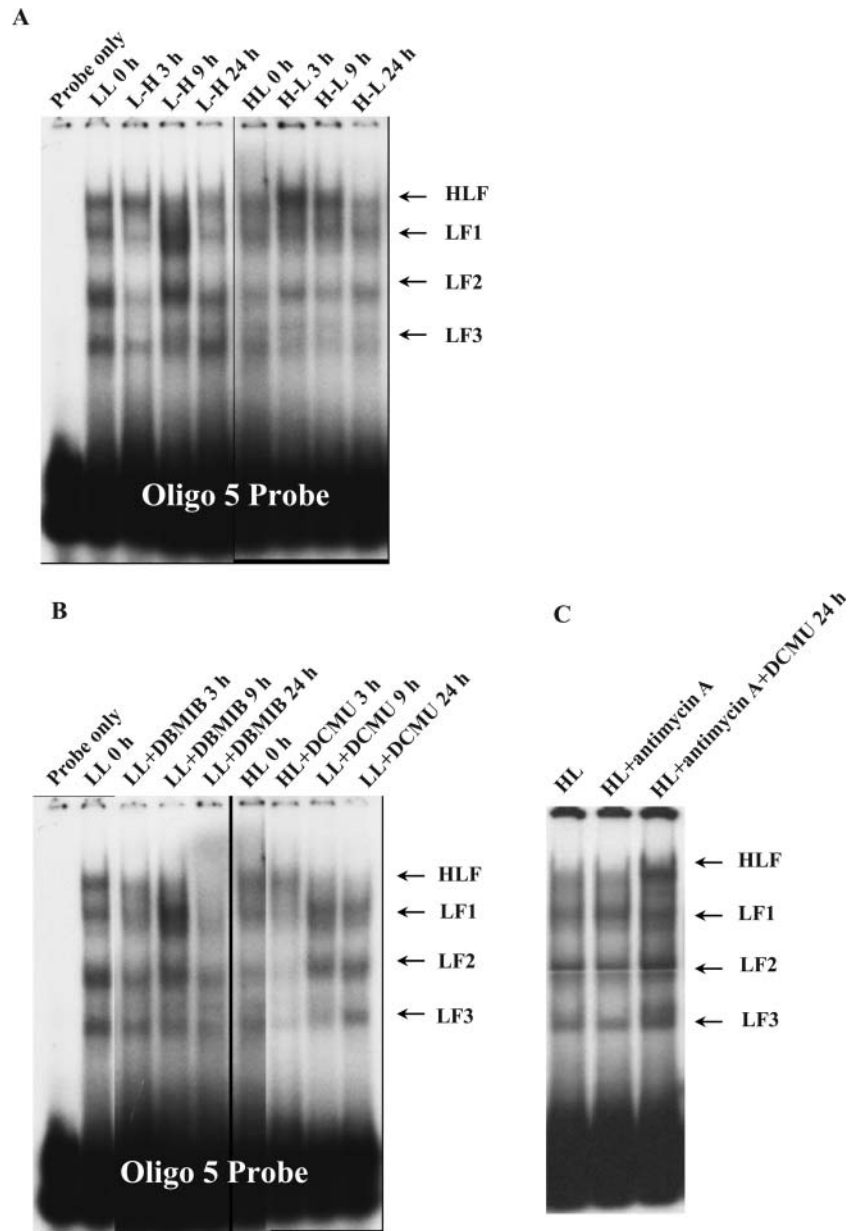 A
Probe only
LL 0 h
L-H 3 h
L-H 9 h
L-H 24 h
HL 0 h
H-L 3 h
H-L 9 h
H-L 24 h
HLF
LF1
LF2
LF3
Oligo 5 Probe
B
Probe only
LL 0 h
LL+DBMIB 3 h
LL+DBMIB 9 h
LL+DBMIB 24 h
HL 0 h
HL+DCMU 3 h
LL+DCMU 9 h
LL+DCMU 24 h
HLF
LF1
LF2
LF3
Oligo 5 Probe
C
HL
HL+antimycin A
HL+antimycin A+DCMU 24 h
HLF
LF1
LF2
LF3